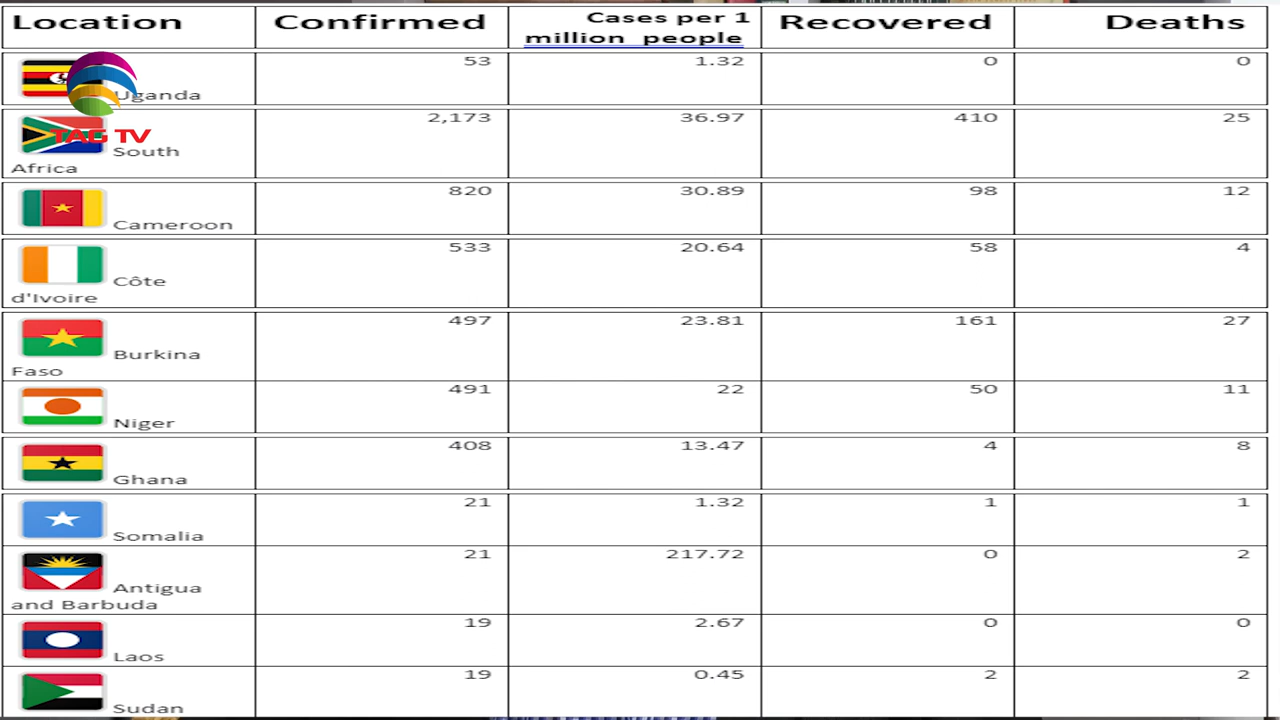 Location Confirmed Cases per 1 million people Recovered Deaths
Uganda 53 1.32 0 0
TAG TV
South Africa 2,173 36.97 410 25
Cameroon 820 30.89 98 12
Côte d'Ivoire 533 20.64 58 4
Burkina Faso 497 23.81 161 27
Niger 491 22 50 11
Ghana 408 13.47 4 8
Somalia 21 1.32 1 1
Antigua and Barbuda 21 217.72 0 2
Laos 19 2.67 0 0
Sudan 19 0.45 2 2